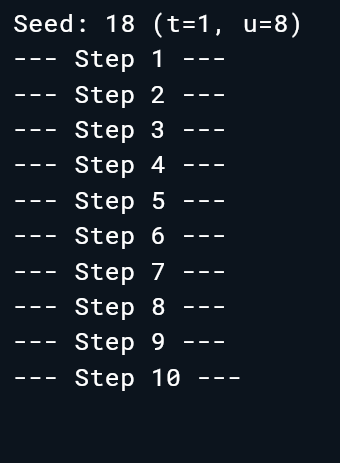 Seed: 18 (t=1, u=8)
--- Step 1 ---
--- Step 2 ---
--- Step 3 ---
--- Step 4 ---
--- Step 5 ---
--- Step 6 ---
--- Step 7 ---
--- Step 8 ---
--- Step 9 ---
--- Step 10 ---